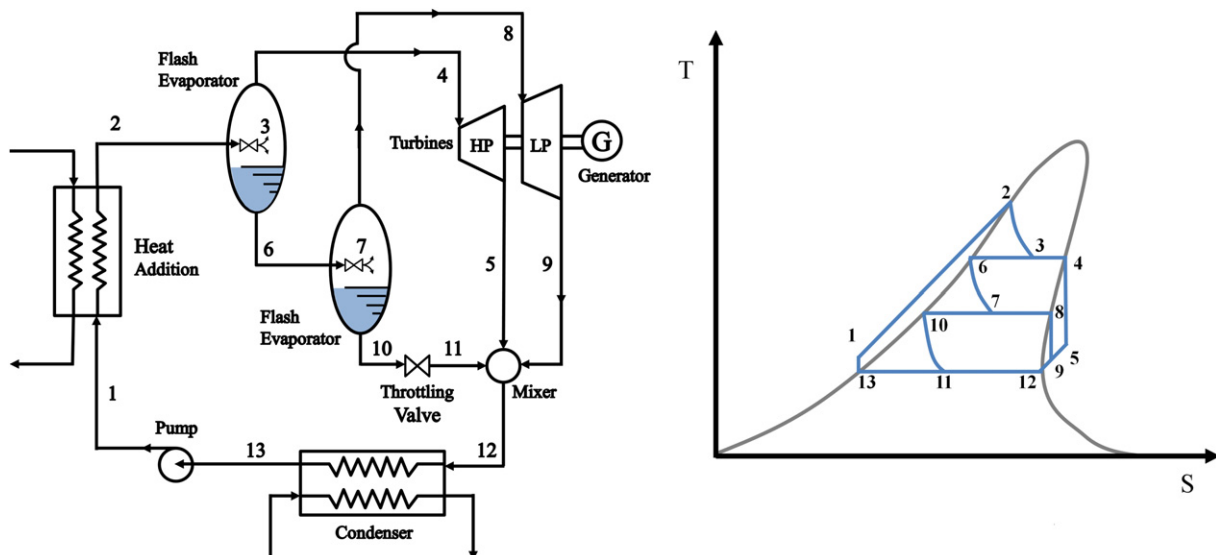 8
Flash
Evaporator
4
2
3
Turbines
HP
LP
G
Generator
6
7
5
9
Heat
Addition
Flash
Evaporator
10
11
Throttling
Valve
Mixer
1
Pump
13
12
Condenser
T
2
3
4
6
7
8
10
1
5
13
11
12
9
S